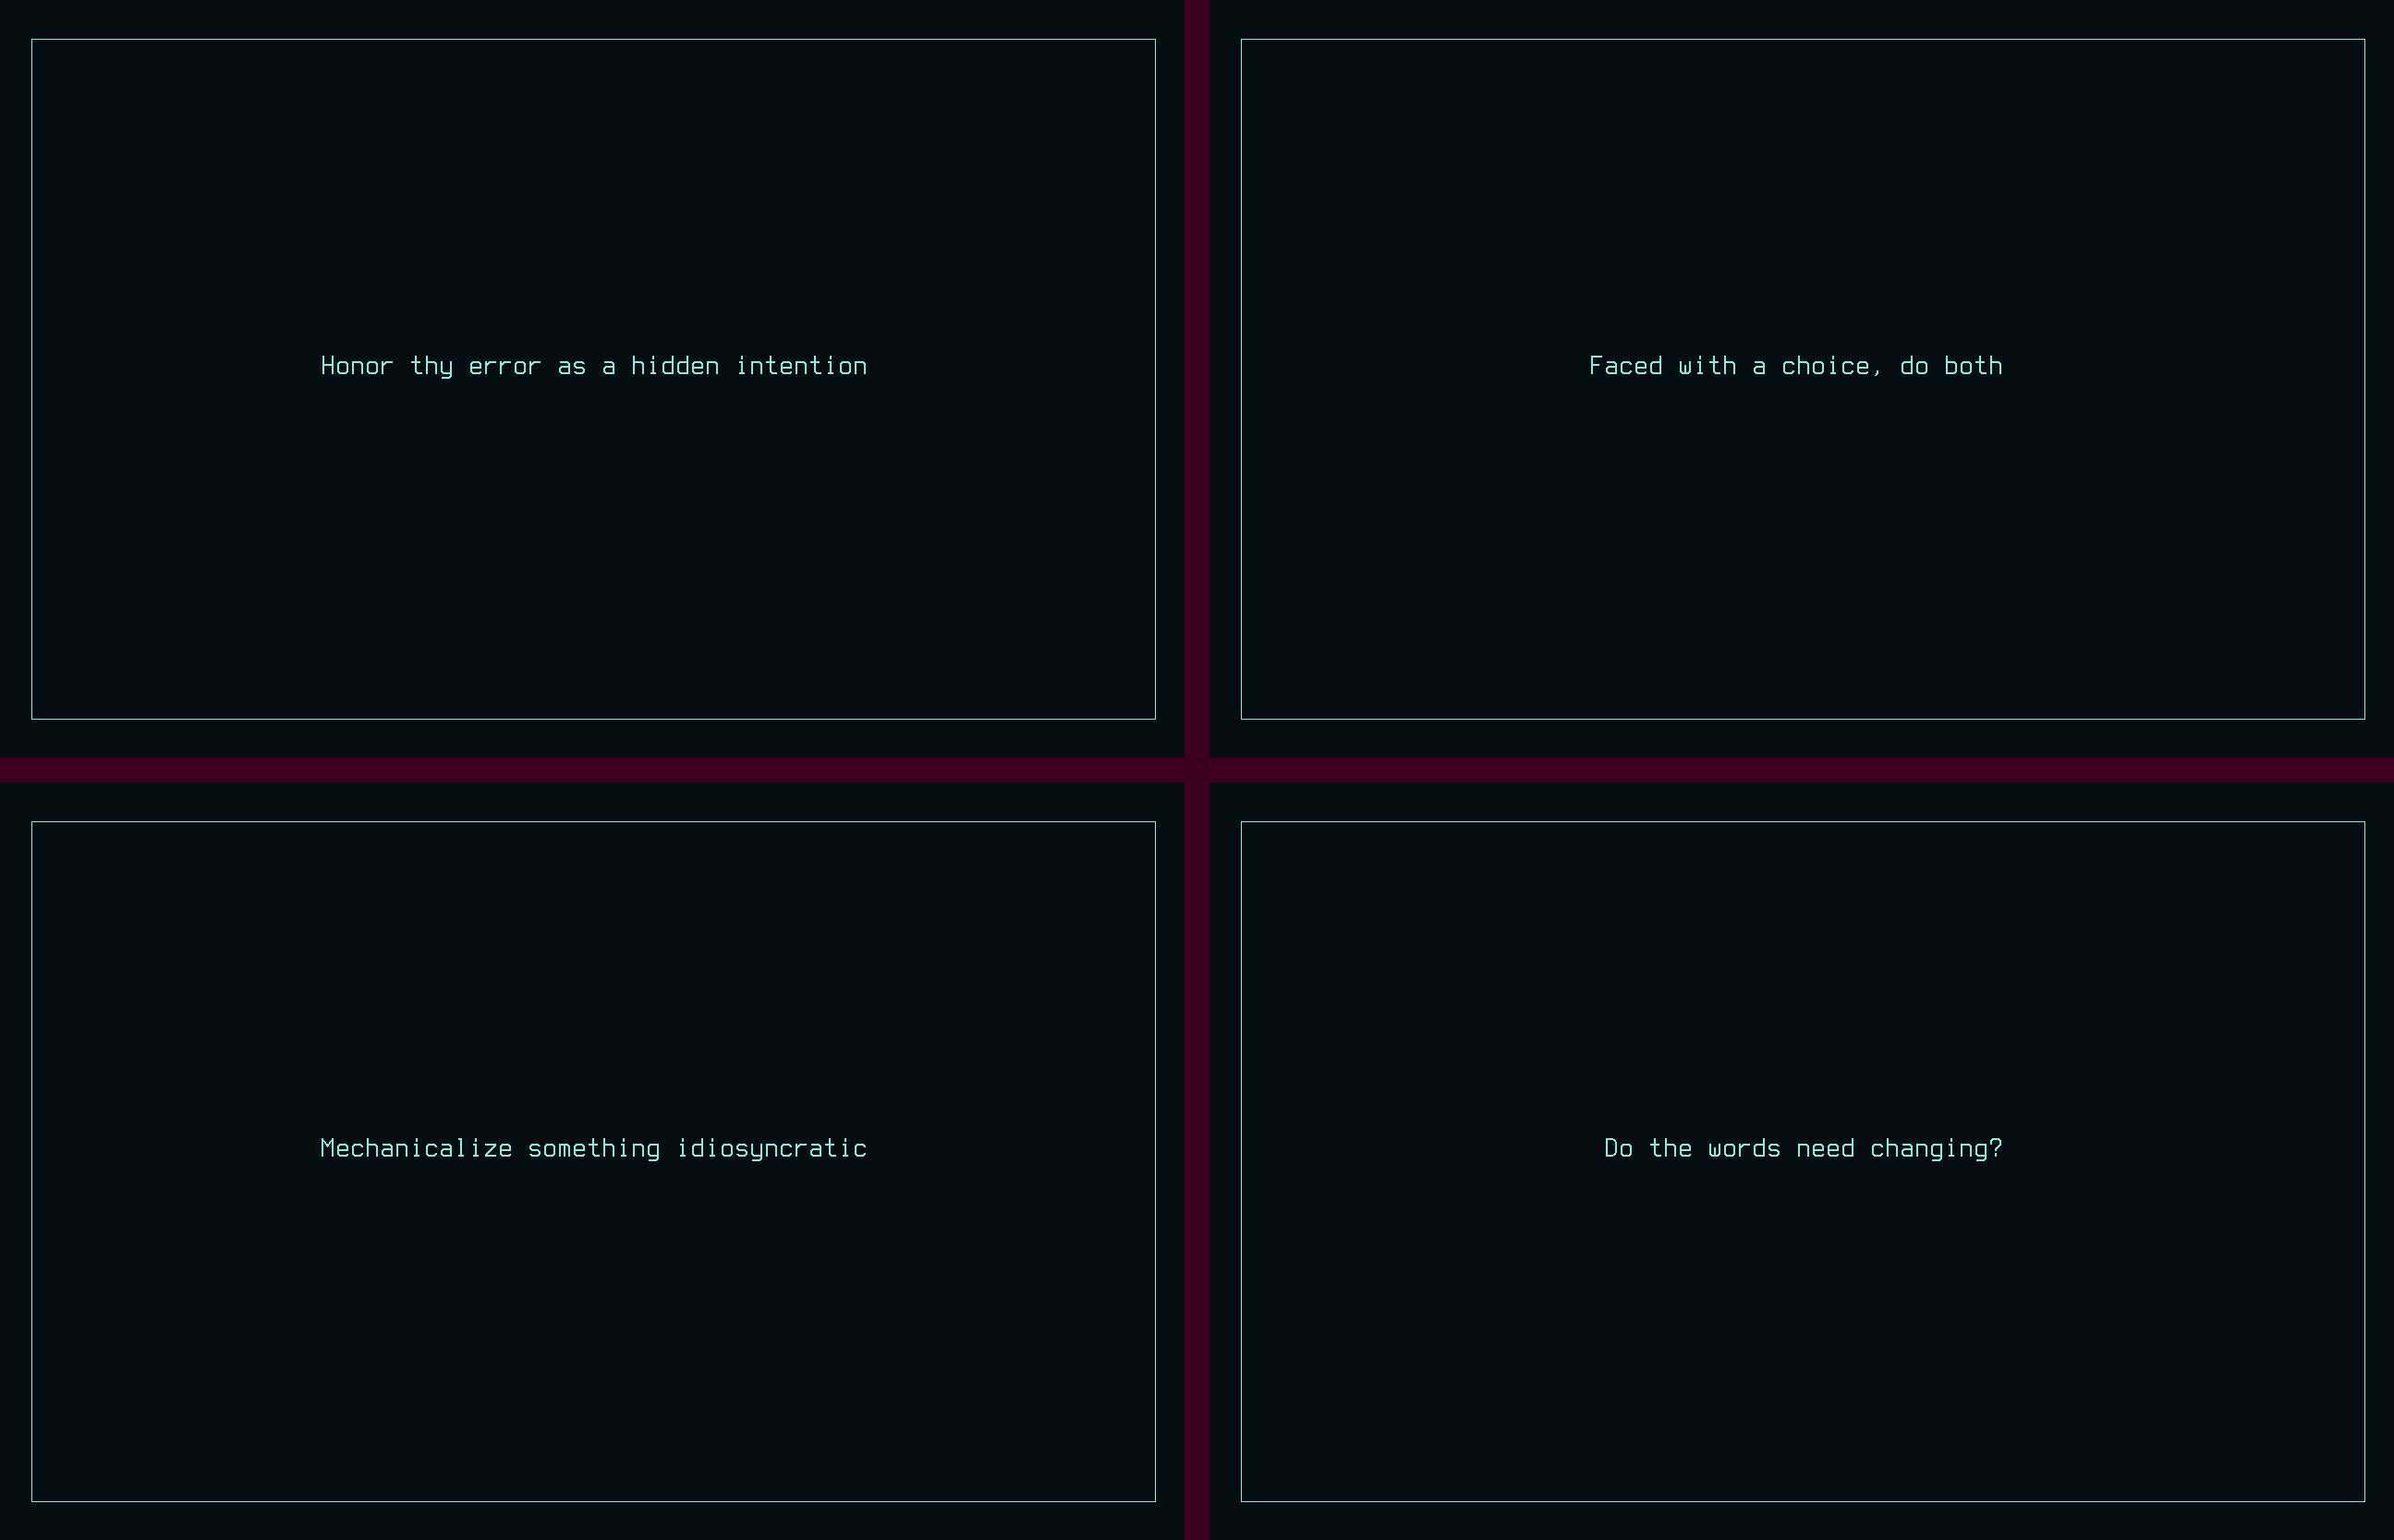 Honor thy error as a hidden intention
Faced with a choice, do both
Mechanicalize something idiosyncratic
Do the words need changing?